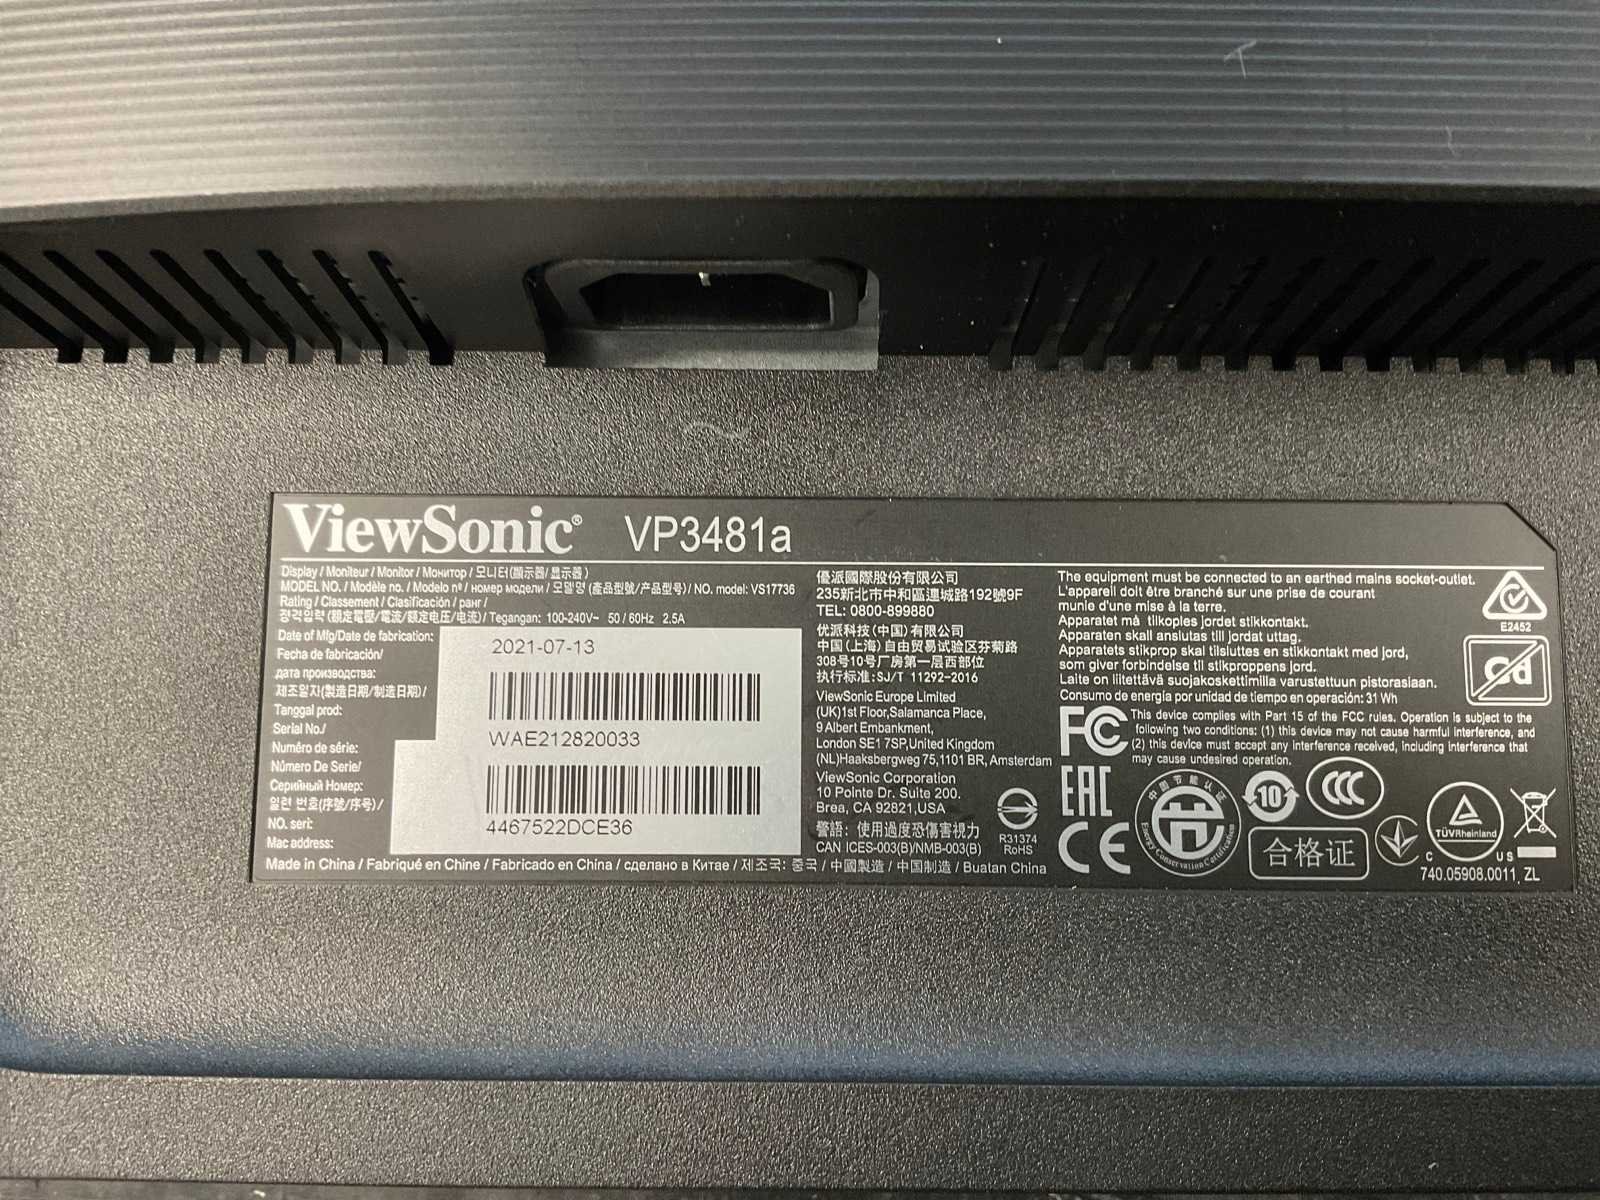 ViewSonic® VP3481a
Display / Moniteur / Monitor / Монитор / 모니터(顯示器/显示器)
MODEL NO. / Modèle no. / Modelo nº / номер модели / 모델명 (產品型號/产品型号) / NO. model: VS17736
Rating / Classement / Clasificación / ранг /
정격입력 (額定電壓/電流/额定电压/电流) / Tegangan: 100-240V~ 50 / 60Hz 2.5A
Date of Mfg/Date de fabrication:
Fecha de fabricación/
дата производства:
제조일자(製造日期/制造日期) /
Tanggal prod:
2021-07-13
Serial No./
Numéro de série:
Número De Serie/
Серийный Номер:
일련 번호(序號/序号) /
NO. seri:
WAE212820033
Mac address:
4467522DCE36
Made in China / Fabriqué en Chine / Fabricado en China / сделано в Китае / 제조국: 중국 / 中國製造 / 中国制造 / Buatan China
優派國際股份有限公司
235新北市中和區連城路192號9F
TEL: 0800-899880
优派科技(中国)有限公司
中国(上海)自由贸易试验区芬菊路
308号10号厂房第一层西部位
执行标准:SJ/T 11292-2016
ViewSonic Europe Limited
(UK)1st Floor,Salamanca Place,
9 Albert Embankment,
London SE1 7SP,United Kingdom
(NL)Haaksbergweg 75,1101 BR, Amsterdam
ViewSonic Corporation
10 Pointe Dr. Suite 200.
Brea, CA 92821,USA
警語: 使用過度恐傷害視力
CAN ICES-003(B)/NMB-003(B)
R31374
RoHS
The equipment must be connected to an earthed mains socket-outlet.
L'appareil doit être branché sur une prise de courant
munie d'une mise à la terre.
Apparatet må tilkoples jordet stikkontakt.
Apparaten skall anslutas till jordat uttag.
Apparatets stikprop skal tilsluttes en stikkontakt med jord,
som giver forbindelse til stikproppens jord.
Laite on liitettävä suojakoskettimilla varustettuun pistorasiaan.
Consumo de energía por unidad de tiempo en operación: 31 Wh
E2452
Cd
FC
This device complies with Part 15 of the FCC rules. Operation is subject to the
following two conditions: (1) this device may not cause harmful interference, and
(2) this device must accept any interference received, including interference that
may cause undesired operation.
EAC
CE
中国节能认证
Energy Conservation Certification
10
CCC
合格证
TÜVRheinland
C US
740.05908.0011, ZL